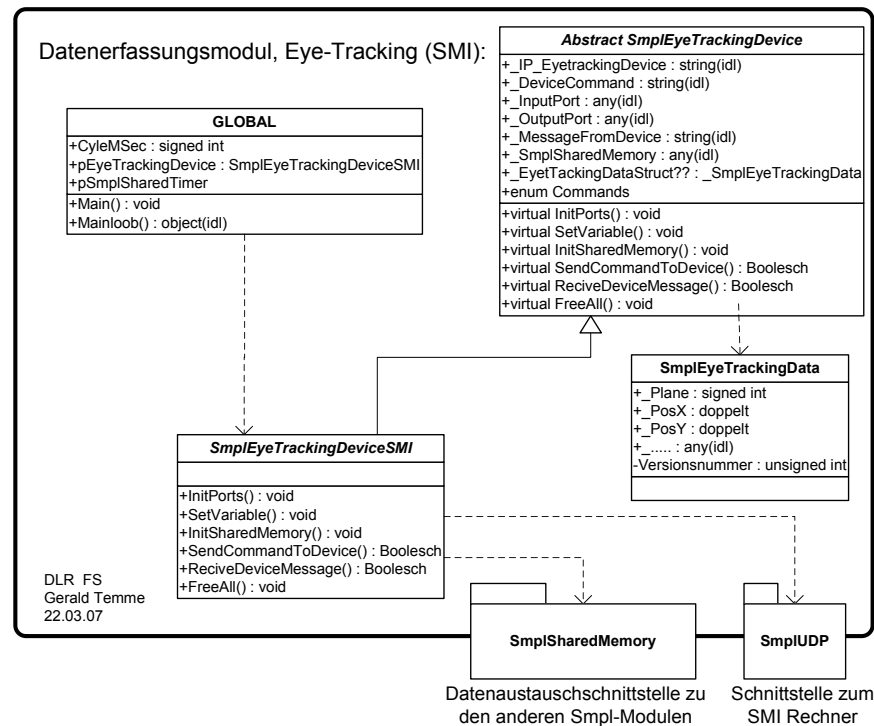 Datenerfassungsmodul, Eye-Tracking (SMI):
Abstract SmplEyeTrackingDevice
+_IP_EyetrackingDevice : string(idl)
+_DeviceCommand : string(idl)
+_InputPort : any(idl)
+_OutputPort : any(idl)
+_MessageFromDevice : string(idl)
+_SmplSharedMemory : any(idl)
+_EyetTackingDataStruct?? : _SmplEyeTrackingData
+enum Commands
+virtual InitPorts() : void
+virtual SetVariable() : void
+virtual InitSharedMemory() : void
+virtual SendCommandToDevice() : Boolesch
+virtual ReciveDeviceMessage() : Boolesch
+virtual FreeAll() : void
GLOBAL
+CyleMSec : signed int
+pEyeTrackingDevice : SmplEyeTrackingDeviceSMI
+pSmplSharedTimer
+Main() : void
+Mainloob() : object(idl)
SmplEyeTrackingData
+_Plane : signed int
+_PosX : doppelt
+_PosY : doppelt
+_..... : any(idl)
-Versionsnummer : unsigned int
SmplEyeTrackingDeviceSMI
+InitPorts() : void
+SetVariable() : void
+InitSharedMemory() : void
+SendCommandToDevice() : Boolesch
+ReciveDeviceMessage() : Boolesch
+FreeAll() : void
DLR FS
Gerald Temme
22.03.07
SmplSharedMemory
SmplUDP
Datenaustauschschnittstelle zu
den anderen Smpl-Modulen
Schnittstelle zum
SMI Rechner